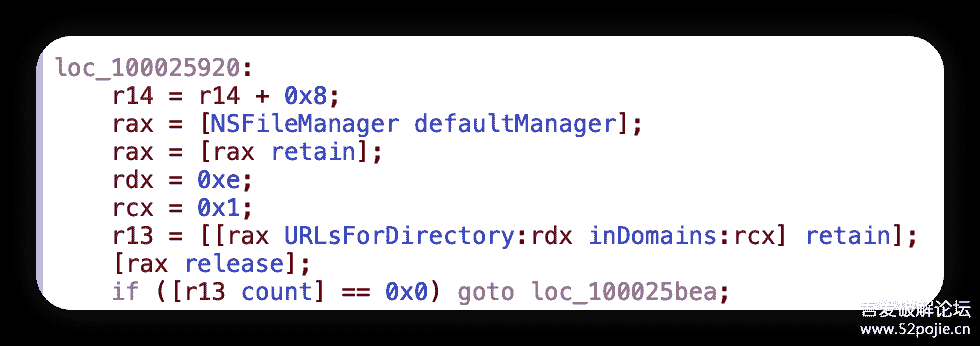 loc_100025920:
r14 = r14 + 0x8;
rax = [NSFileManager defaultManager];
rax = [rax retain];
rdx = 0xe;
rcx = 0x1;
r13 = [[rax URLsForDirectory:rdx inDomains:rcx] retain];
[rax release];
if ([r13 count] == 0x0) goto loc_100025bea;
吾爱破解论坛
www.52pojie.cn